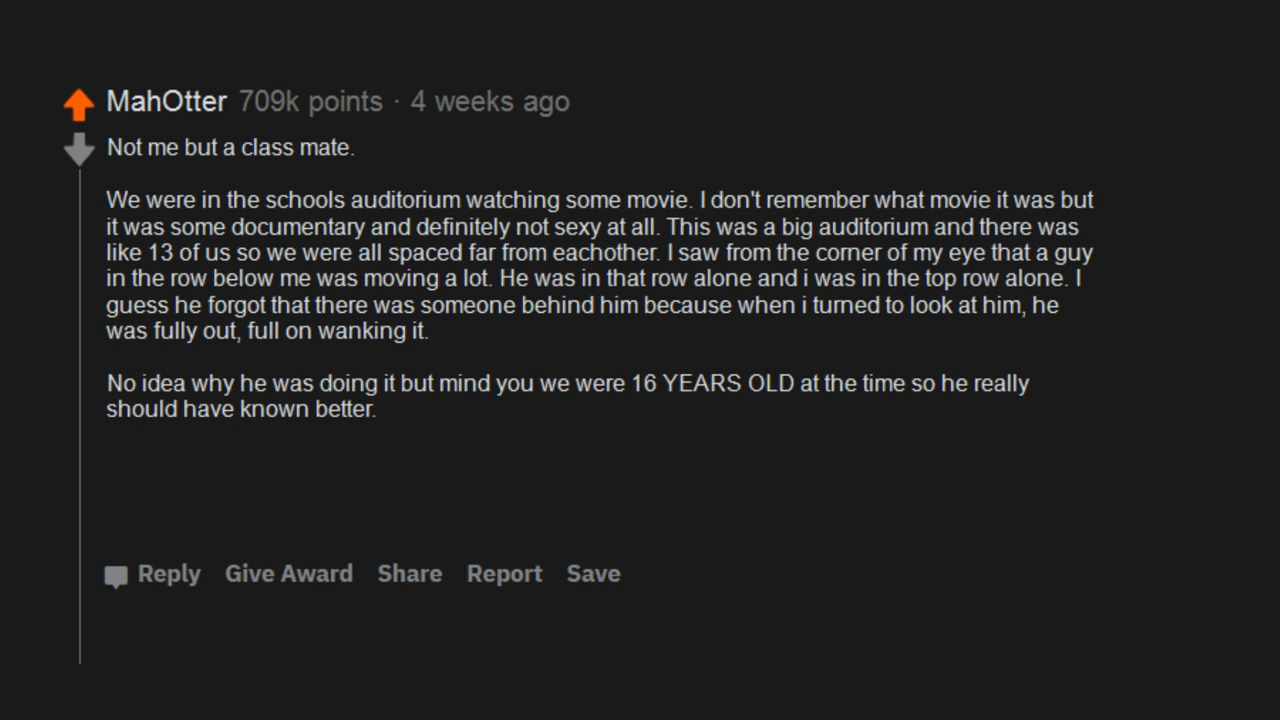 MahOtter 709k points · 4 weeks ago
Not me but a class mate.
We were in the schools auditorium watching some movie. I don't remember what movie it was but
it was some documentary and definitely not sexy at all. This was a big auditorium and there was
like 13 of us so we were all spaced far from eachother. I saw from the corner of my eye that a guy
in the row below me was moving a lot. He was in that row alone and i was in the top row alone. I
guess he forgot that there was someone behind him because when i turned to look at him, he
was fully out, full on wanking it.
No idea why he was doing it but mind you we were 16 YEARS OLD at the time so he really
should have known better.
Reply Give Award Share Report Save